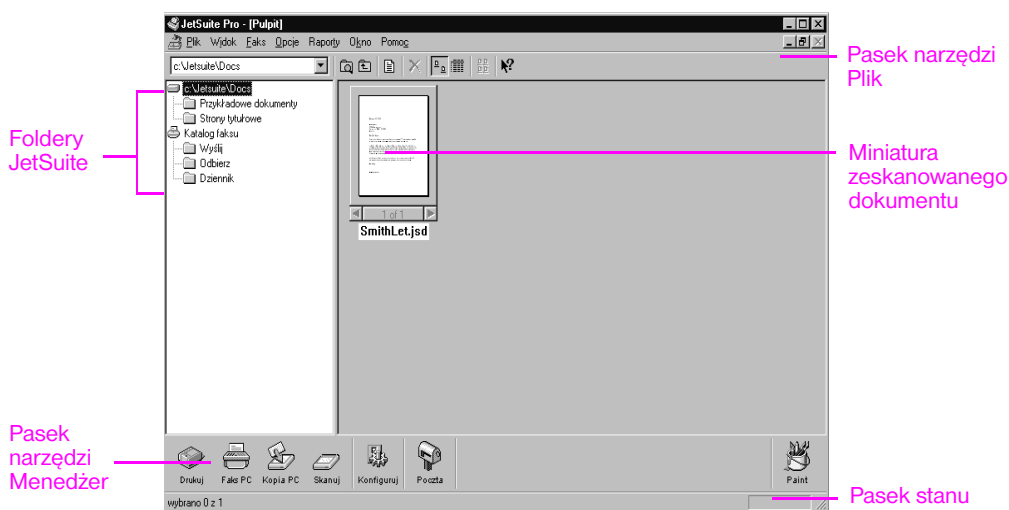 JetSuite Pro - [Pulpit]
Plik Widok Faks Opcje Raporty Okno Pomoc
c:\Jetsuite\Docs
c:\Jetsuite\Docs
Przykładowe dokumenty
Strony tytułowe
Katalog faksu
Wyślij
Odbierz
Dziennik
1 of 1
SmithLet.jsd
Foldery
JetSuite
Pasek narzędzi
Plik
Miniatura
zeskanowanego
dokumentu
Pasek
narzędzi
Menedżer
Drukuj Faks PC Kopia PC Skanuj Konfiguruj Poczta Paint
wybrano 0 z 1
Pasek stanu